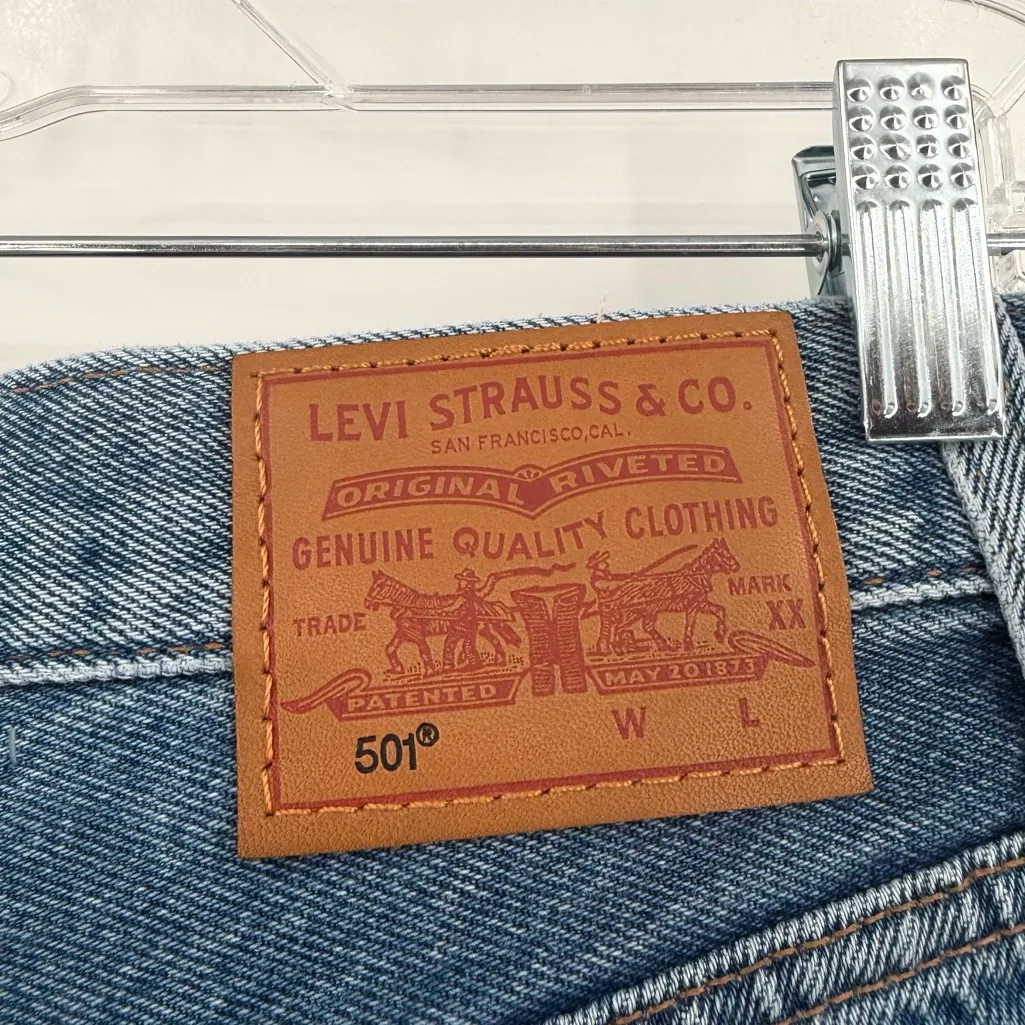 LEVI STRAUSS & CO.
SAN FRANCISCO, CAL.
ORIGINAL RIVETED
GENUINE QUALITY CLOTHING
TRADE MARK
XX
PATENTED MAY 20 1873
W L
501®